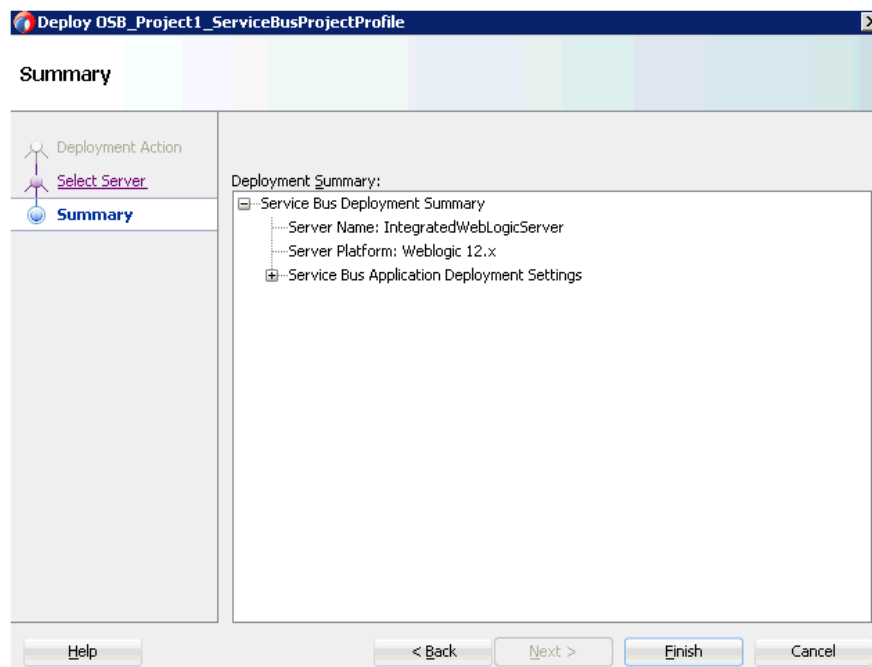 Deploy OSB_Project1_ServiceBusProjectProfile
Summary
Deployment Action
Select Server
Summary
Deployment Summary:
Service Bus Deployment Summary
Server Name: IntegratedWebLogicServer
Server Platform: Weblogic 12.x
Service Bus Application Deployment Settings
Help
< Back
Next >
Finish
Cancel